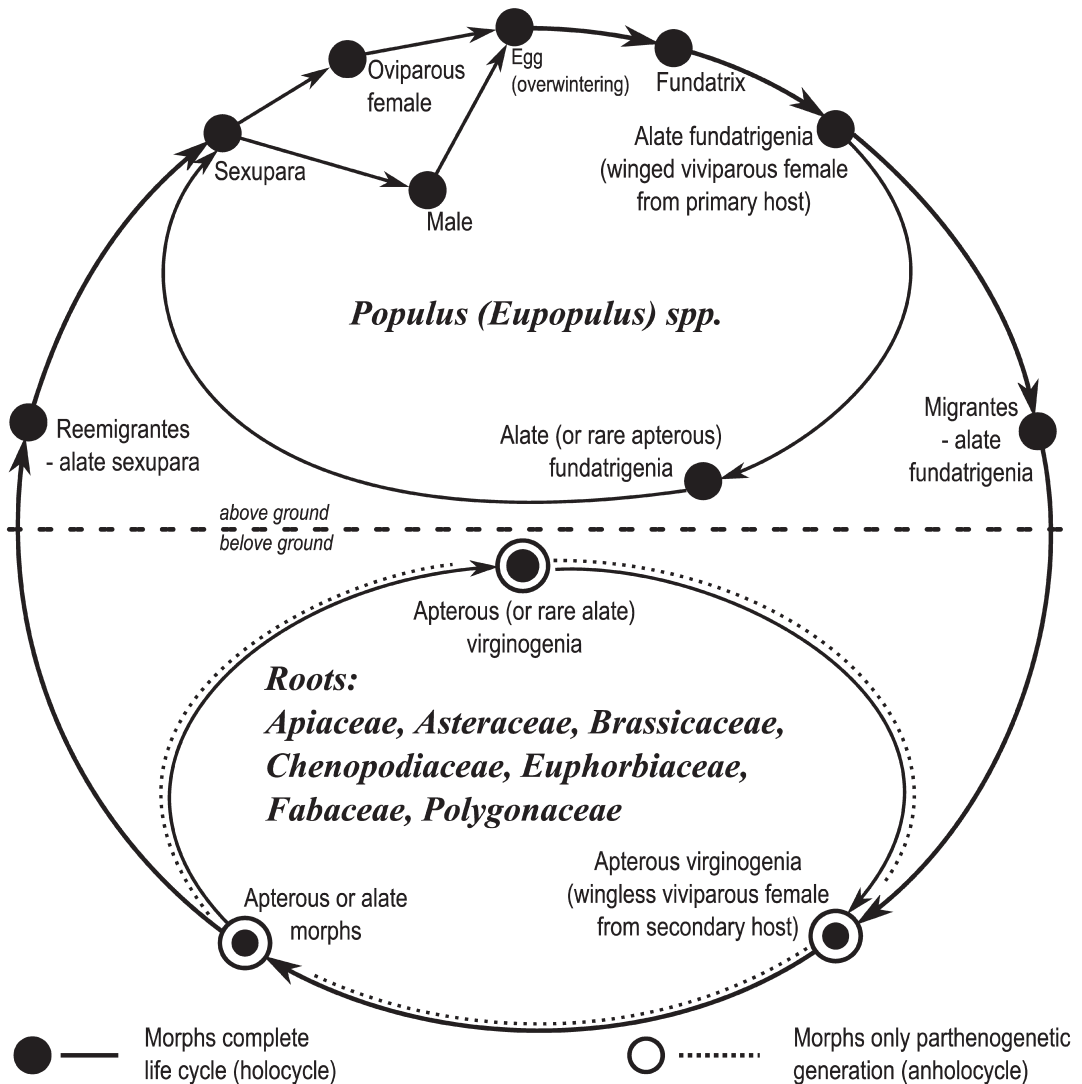 Oviparous
female
Egg
(overwintering)
Fundatrix
Sexupara
Male
Alate fundatrigenia
(winged viviparous female
from primary host)
Populus (Eupopulus) spp.
Reemigrantes
- alate sexupara
Alate (or rare apterous)
fundatrigenia
Migrantes
- alate
fundatrigenia
above ground
belove ground
Apterous (or rare alate)
virginogenia
Roots:
Apiaceae, Asteraceae, Brassicaceae,
Chenopodiaceae, Euphorbiaceae,
Fabaceae, Polygonaceae
Apterous or alate
morphs
Apterous virginogenia
(wingless viviparous female
from secondary host)
Morphs complete
life cycle (holocycle)
Morphs only parthenogenetic
generation (anholocycle)